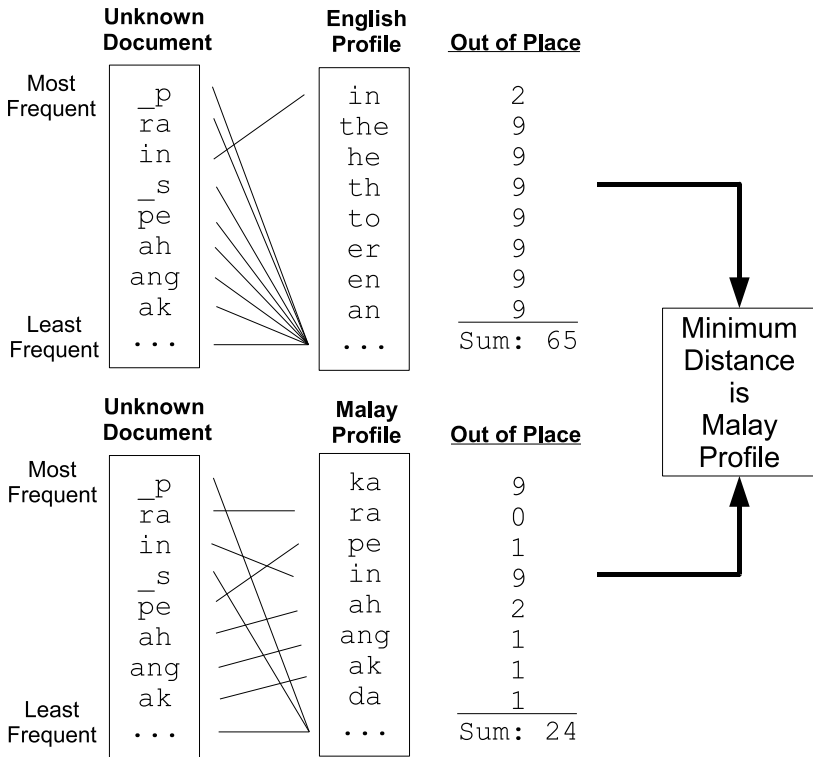 Unknown
Document
English
Profile
Out of Place
Most
Frequent
_p
ra
in
_s
pe
ah
ang
ak
...
Least
Frequent
in
the
he
th
to
er
en
an
...
2
9
9
9
9
9
9
9
Sum: 65
Minimum
Distance
is
Malay
Profile
Unknown
Document
Malay
Profile
Out of Place
Most
Frequent
_p
ra
in
_s
pe
ah
ang
ak
...
Least
Frequent
ka
ra
pe
in
ah
ang
ak
da
...
9
0
1
9
2
1
1
1
Sum: 24